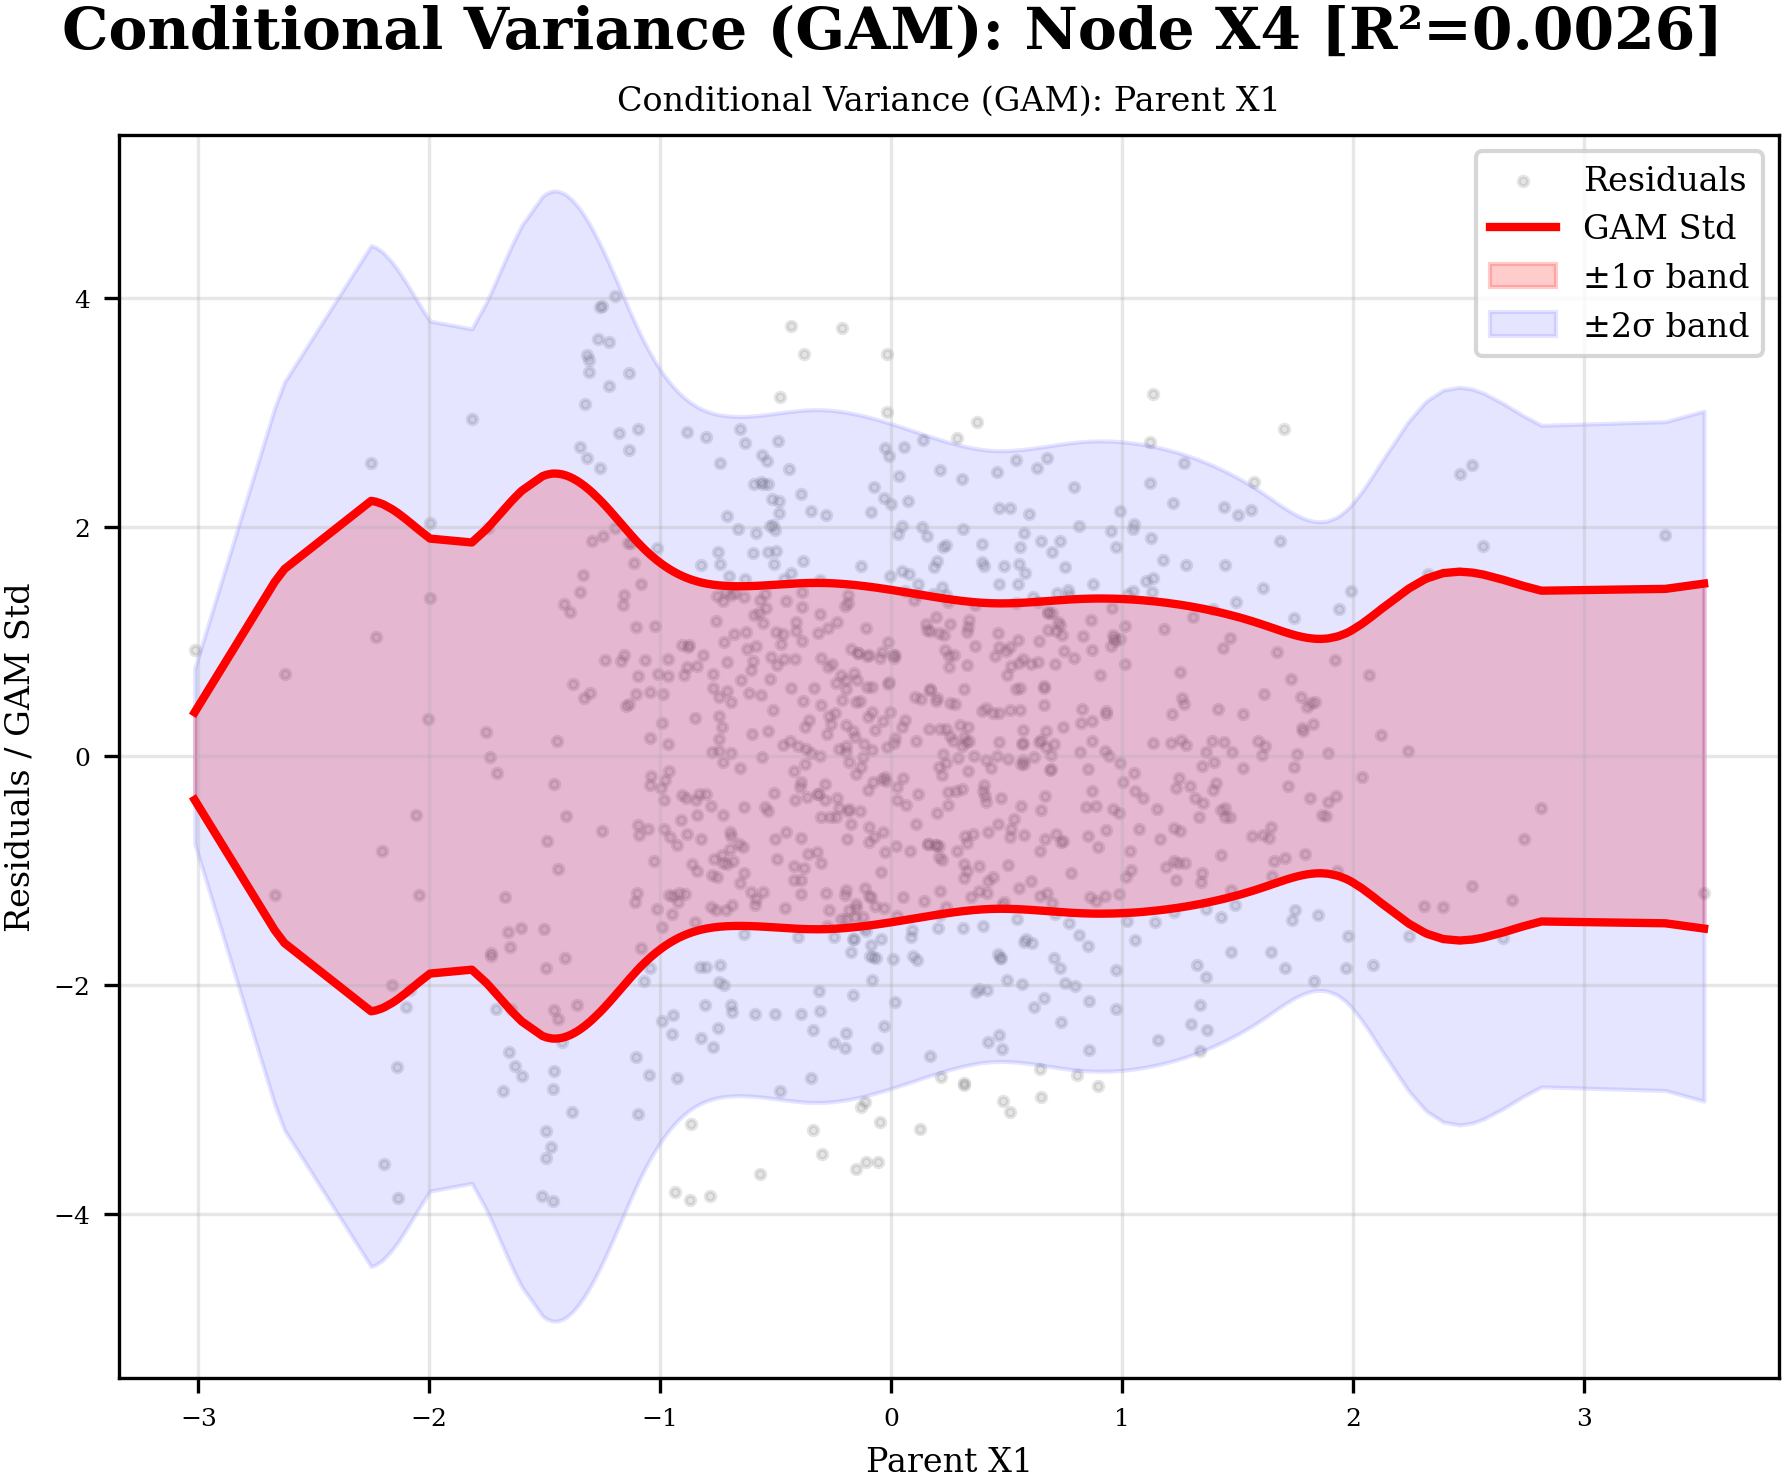 Conditional Variance (GAM): Node X4 [R²=0.0026]
Conditional Variance (GAM): Parent X1
Residuals
GAM Std
±1σ band
±2σ band
Residuals / GAM Std
4
2
0
−2
−4
−3
−2
−1
0
1
2
3
Parent X1